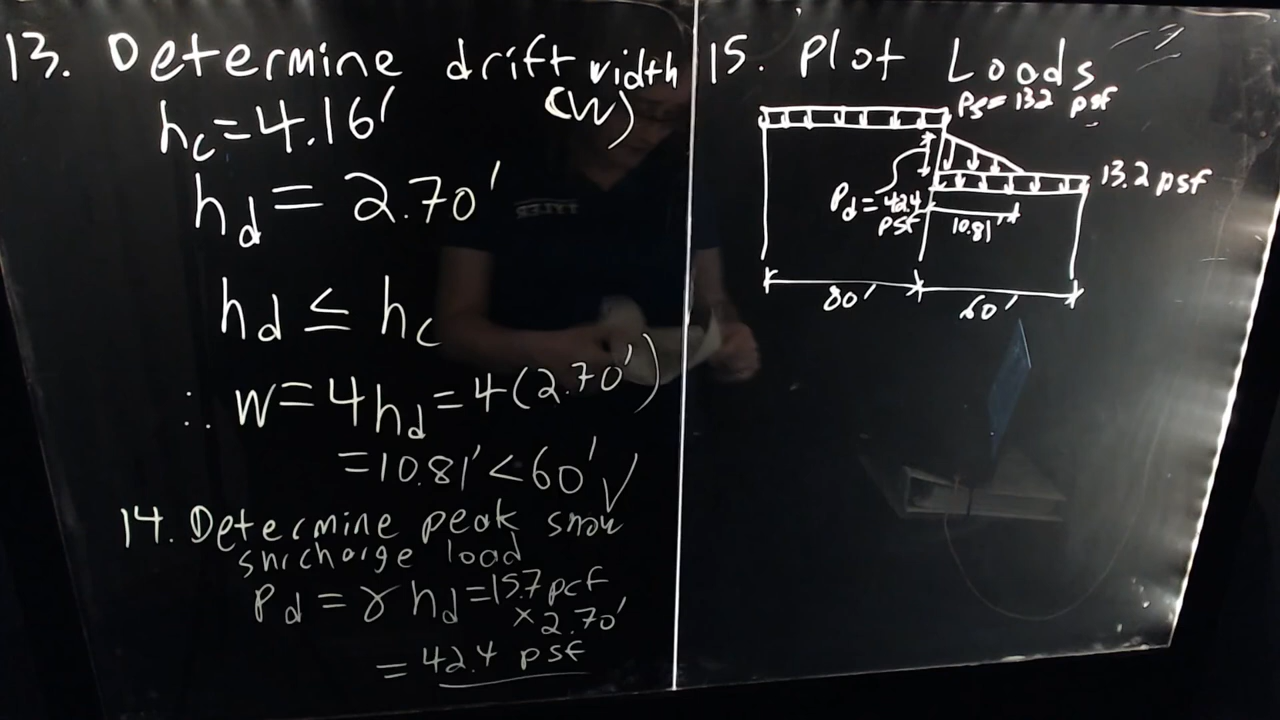 13. Determine drift width
(W)
hc = 4.16'
hd = 2.70'
hd ≤ hc
∴ W = 4hd = 4(2.70')
= 10.81' < 60' ✓
14. Determine peak snow
surcharge load
Pd = γ hd = 15.7 pcf
× 2.70'
= 42.4 psf
15. Plot Loads
Ps = 13.2 psf
13.2 psf
Pd = 42.4
psf
10.81'
80'
60'